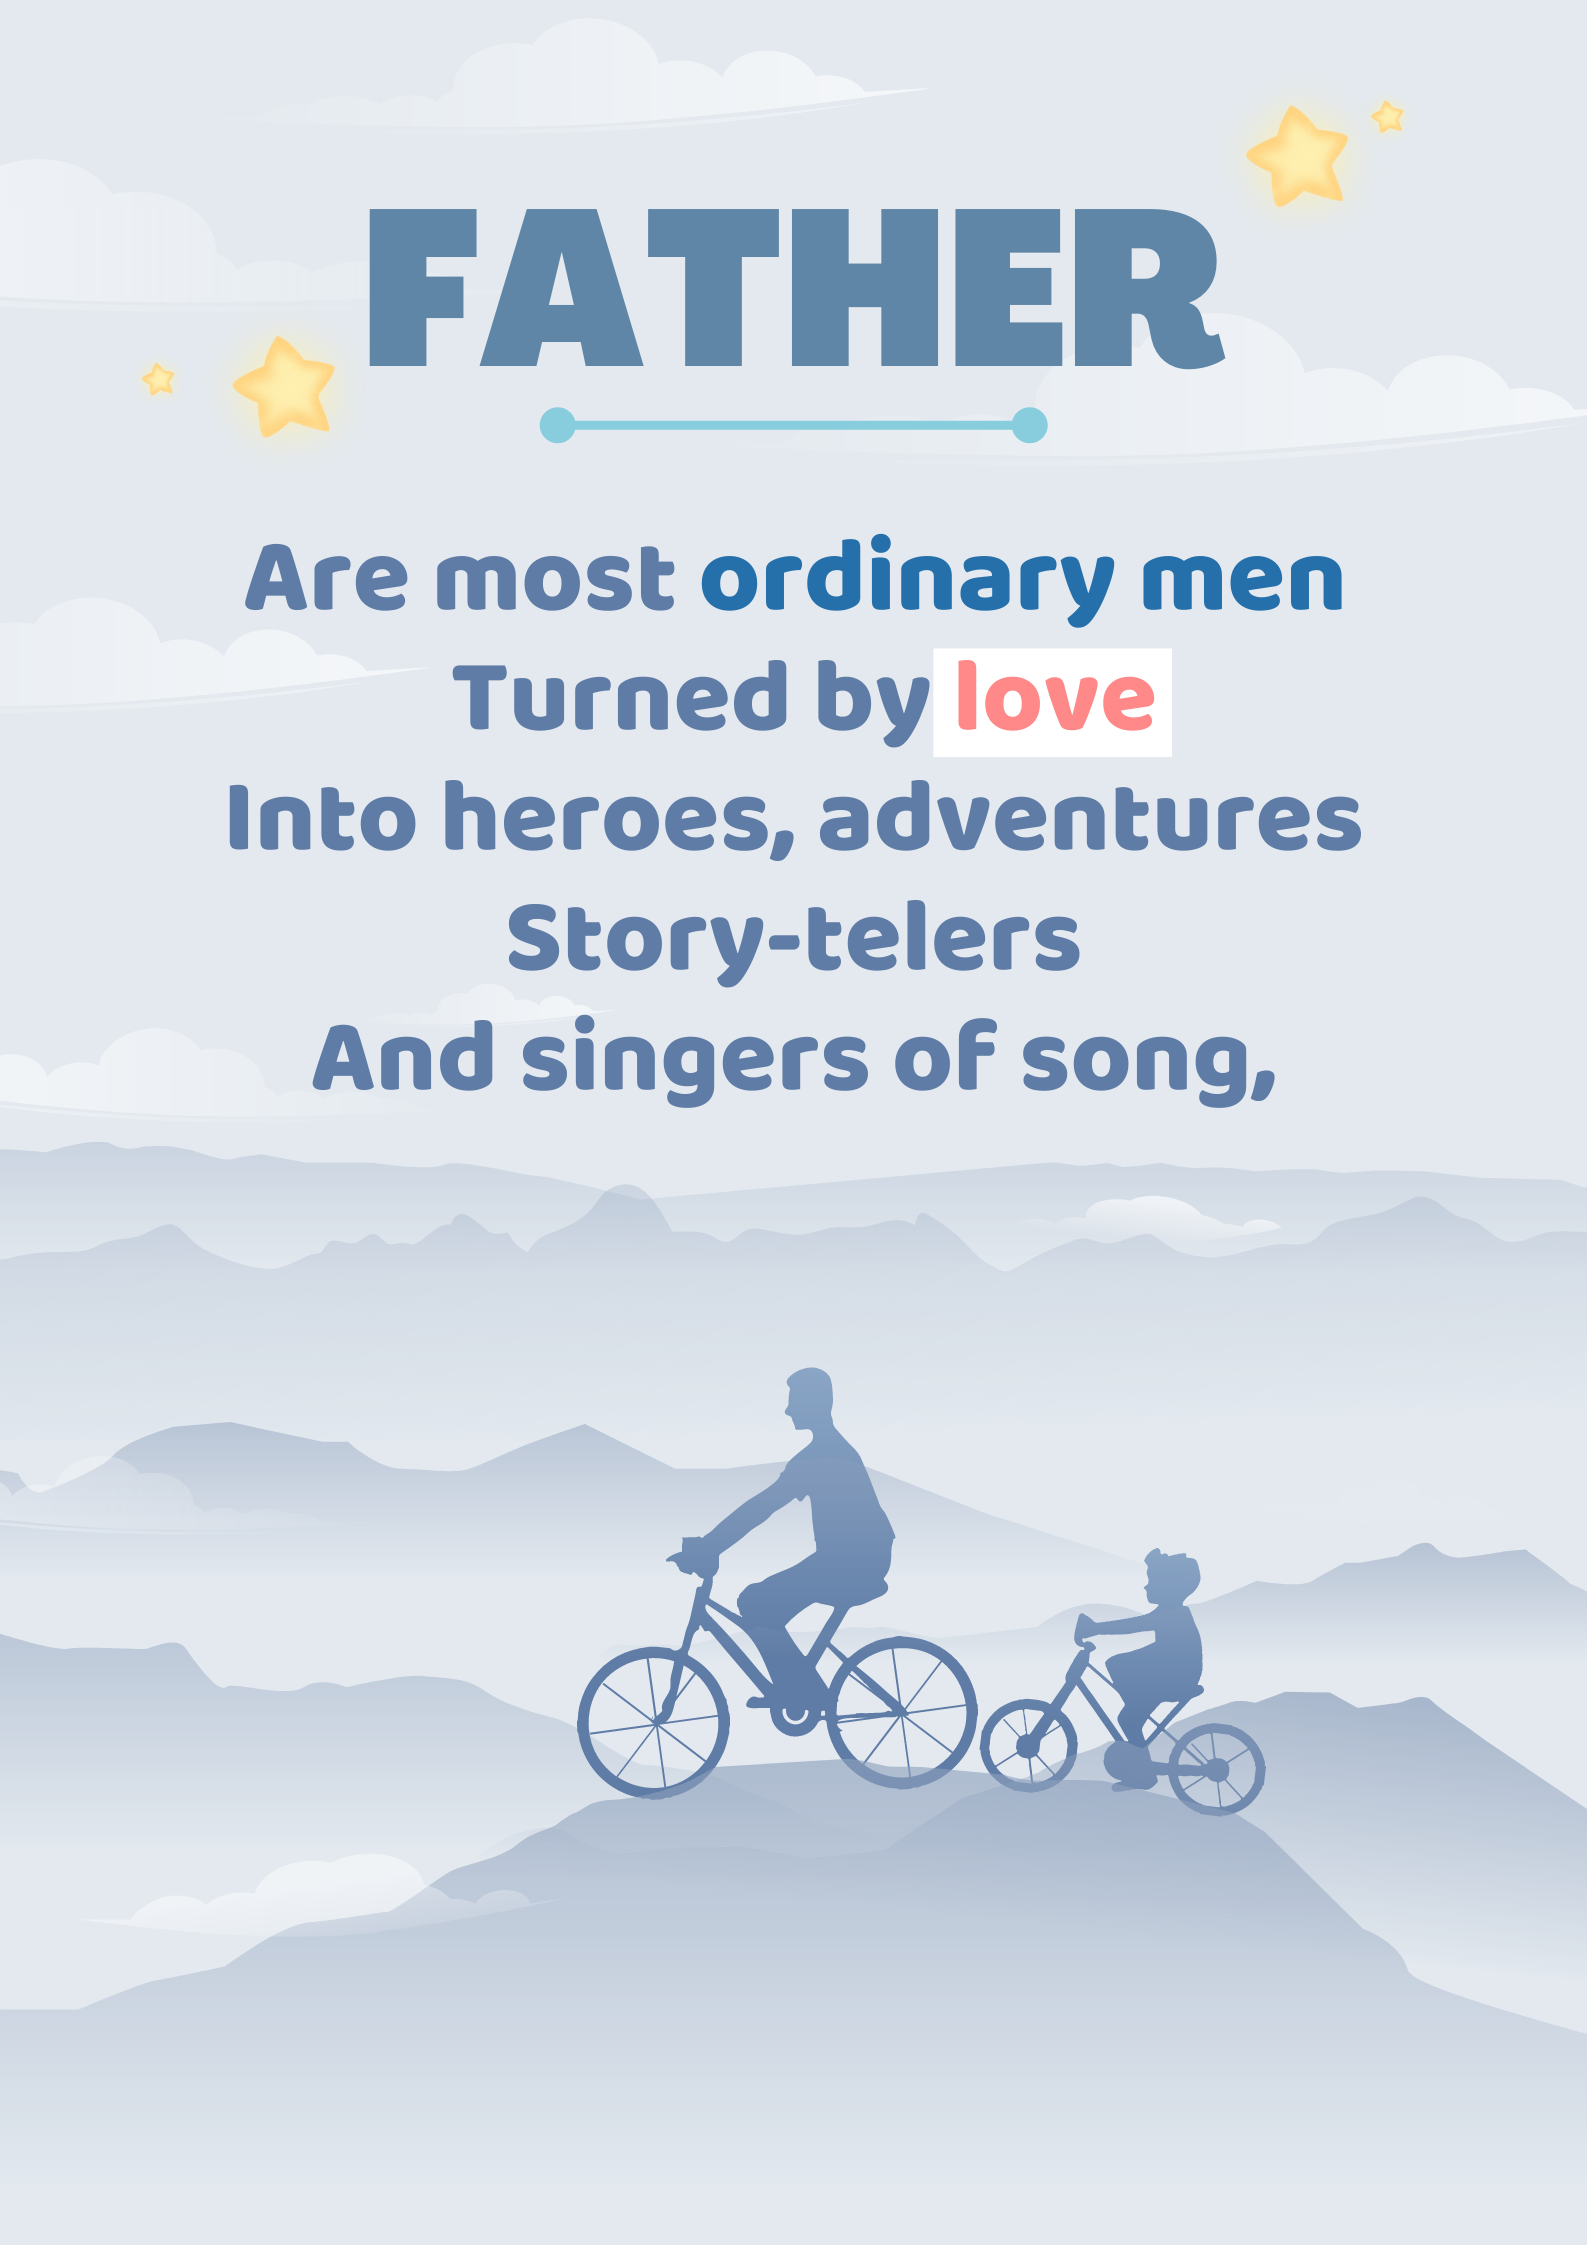 FATHER
Are most ordinary men
Turned by love
Into heroes, adventures
Story-telers
And singers of song,